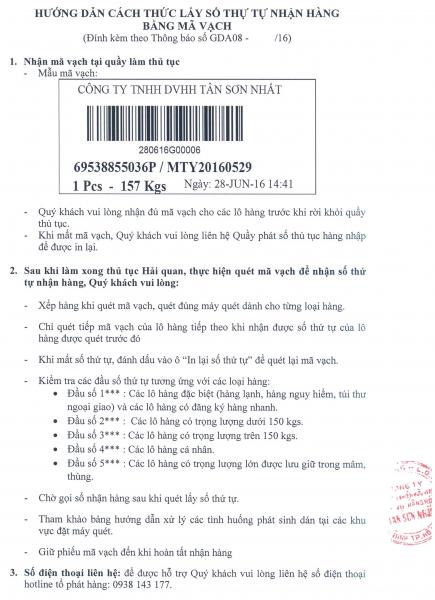 HƯỚNG DẪN CÁCH THỨC LẤY SỐ THỨ TỰ NHẬN HÀNG
BẰNG MÃ VẠCH
(Đính kèm theo Thông báo số GDA08 - /16)
1. Nhận mã vạch tại quầy làm thủ tục
- Mẫu mã vạch:
CÔNG TY TNHH DVHH TÂN SƠN NHẤT
280616G00006
69538855036P / MTY20160529
1 Pcs - 157 Kgs Ngày: 28-JUN-16 14:41
- Quý khách vui lòng nhận đủ mã vạch cho các lô hàng trước khi rời khỏi quầy
thủ tục.
- Khi mất mã vạch, Quý khách vui lòng liên hệ Quầy phát số thủ tục hàng nhập
để được in lại.
2. Sau khi làm xong thủ tục Hải quan, thực hiện quét mã vạch để nhận số thứ
tự nhận hàng, Quý khách vui lòng:
- Xếp hàng khi quét mã vạch, quét đúng máy quét dành cho từng loại hàng.
- Chỉ quét tiếp mã vạch của lô hàng tiếp theo khi nhận được số thứ tự của lô
hàng được quét trước đó
- Khi mất số thứ tự, đánh dấu vào ô “In lại số thứ tự” để quét lại mã vạch.
- Kiểm tra các đầu số thứ tự tương ứng với các loại hàng:
• Đầu số 1*** : Các lô hàng đặc biệt (hàng lạnh, hàng nguy hiểm, túi thư
ngoại giao) và các lô hàng có đăng ký hàng nhanh.
• Đầu số 2*** : Các lô hàng có trọng lượng dưới 150 kgs.
• Đầu số 3*** : Các lô hàng có trọng lượng trên 150 kgs.
• Đầu số 4*** : Các lô hàng cá nhân.
• Đầu số 5*** : Các lô hàng có trọng lượng lớn được lưu giữ trong mâm,
thùng.
- Chờ gọi số nhận hàng sau khi quét lấy số thứ tự.
- Tham khảo bảng hướng dẫn xử lý các tình huống phát sinh dán tại các khu
vực đặt máy quét.
- Giữ phiếu mã vạch đến khi hoàn tất nhận hàng
3. Số điện thoại liên hệ: để được hỗ trợ Quý khách vui lòng liên hệ số điện thoại
hotline tổ phát hàng: 0938 143 177.